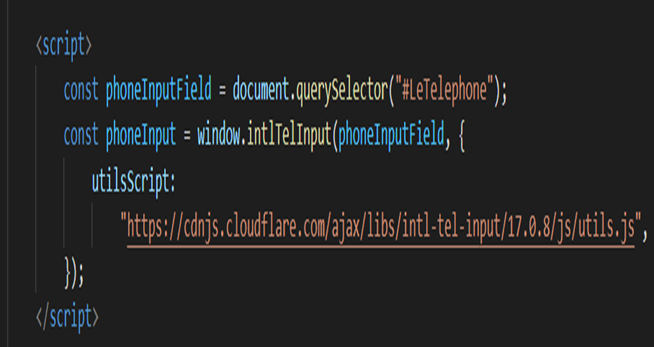 <script>
const phoneInputField = document.querySelector("#LeTelephone");
const phoneInput = window.intlTelInput(phoneInputField, {
utilsScript:
"https://cdnjs.cloudflare.com/ajax/libs/intl-tel-input/17.0.8/js/utils.js",
});
</script>